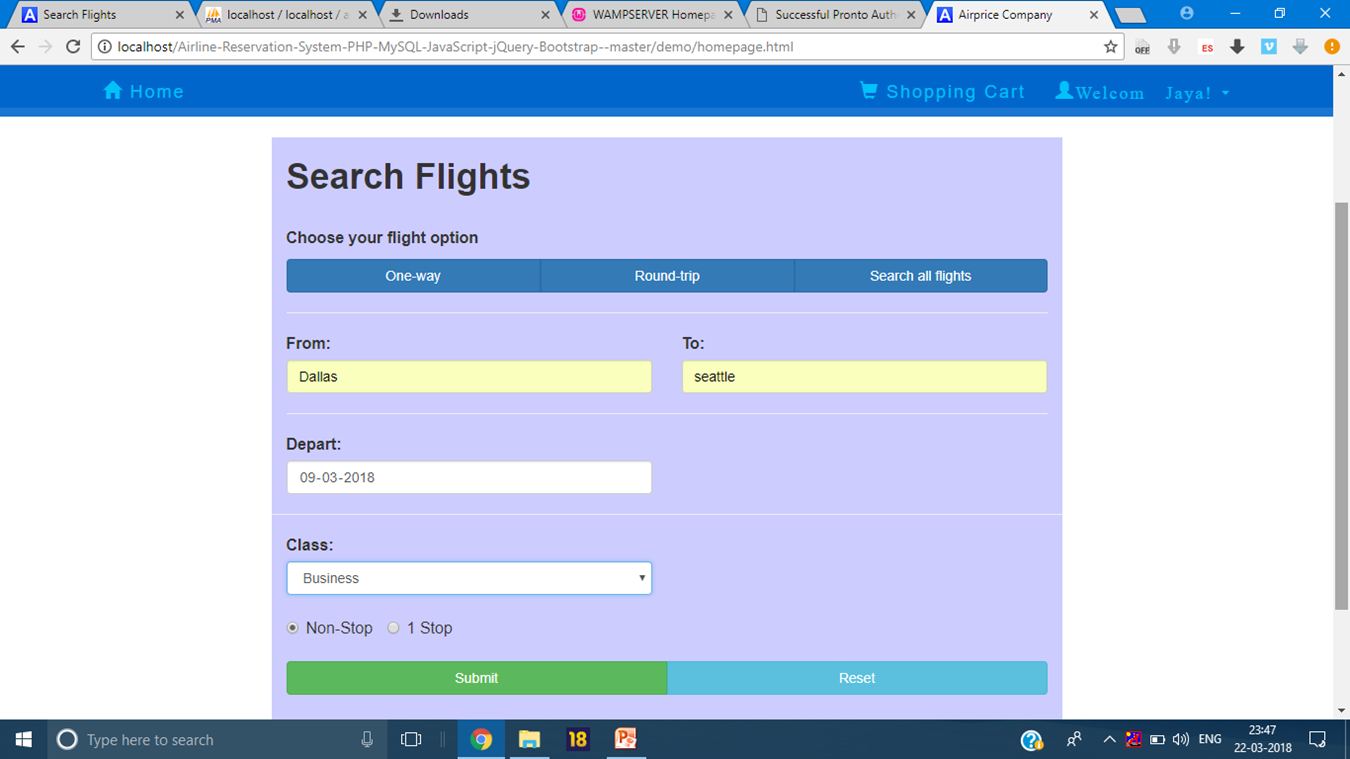 Search Flights
localhost / localhost / a
Downloads
WAMPSERVER Homepa
Successful Pronto Auth
Airprice Company
localhost/Airline-Reservation-System-PHP-MySQL-JavaScript-jQuery-Bootstrap--master/demo/homepage.html
OFF
ES
Home
Shopping Cart
Welcom Jaya!
Search Flights
Choose your flight option
One-way
Round-trip
Search all flights
From:
To:
Dallas
seattle
Depart:
09-03-2018
Class:
Business
Non-Stop
1 Stop
Submit
Reset
Type here to search
18
ENG
23:47
22-03-2018